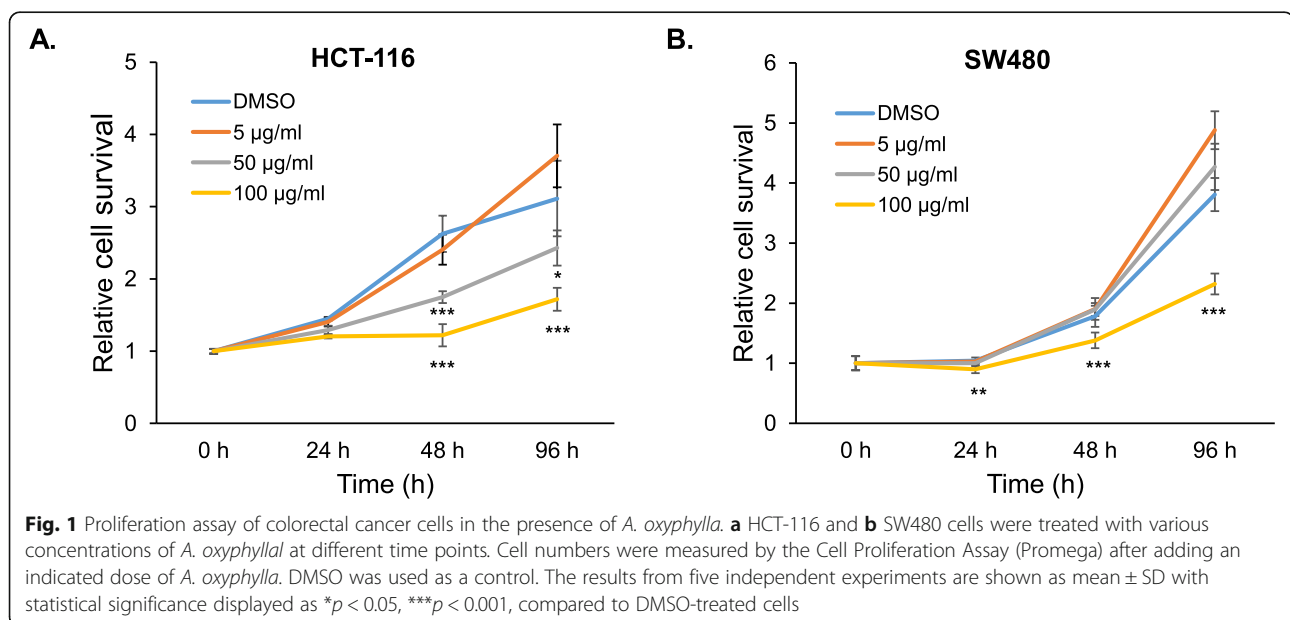 A.
HCT-116
5
4
3
2
1
0
Relative cell survival
DMSO
5 µg/ml
50 µg/ml
100 µg/ml
***
***
*
***
0 h 24 h 48 h 96 h
Time (h)
B.
SW480
6
5
4
3
2
1
0
Relative cell survival
DMSO
5 µg/ml
50 µg/ml
100 µg/ml
**
***
***
0 h 24 h 48 h 96 h
Time (h)
Fig. 1 Proliferation assay of colorectal cancer cells in the presence of A. oxyphylla. a HCT-116 and b SW480 cells were treated with various
concentrations of A. oxyphyllal at different time points. Cell numbers were measured by the Cell Proliferation Assay (Promega) after adding an
indicated dose of A. oxyphylla. DMSO was used as a control. The results from five independent experiments are shown as mean ± SD with
statistical significance displayed as *p < 0.05, ***p < 0.001, compared to DMSO-treated cells